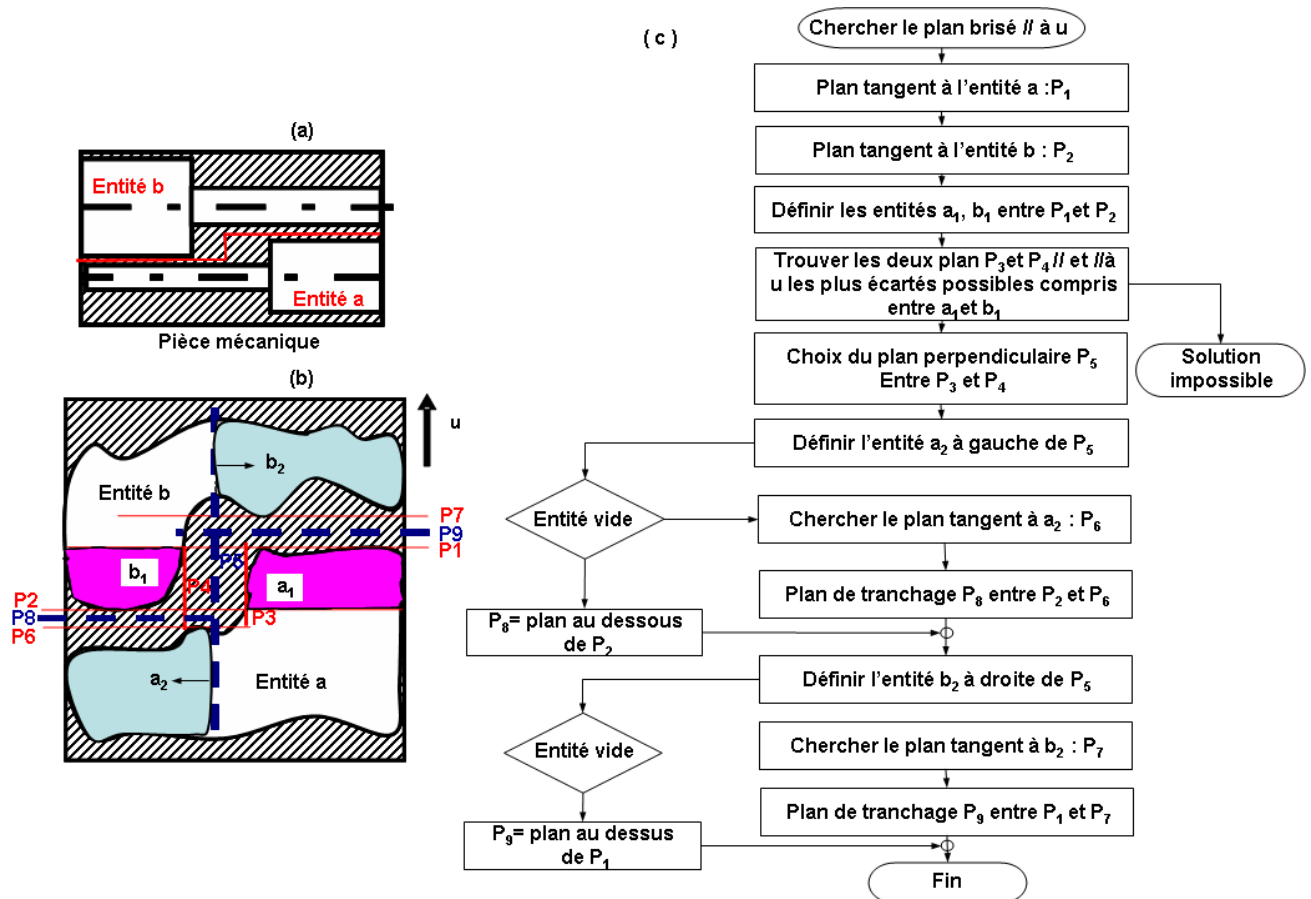 (a)
Entité b
Entité a
Pièce mécanique
(b)
u
b₂
Entité b
P7
P9
P1
P5
b₁
P4
a₁
P2
P8
P3
P6
a₂
Entité a
( c )
Chercher le plan brisé // à u
Plan tangent à l'entité a :P₁
Plan tangent à l'entité b : P₂
Définir les entités a₁, b₁ entre P₁et P₂
Trouver les deux plan P₃et P₄// et //à
u les plus écartés possibles compris
entre a₁et b₁
Solution
impossible
Choix du plan perpendiculaire P₅
Entre P₃ et P₄
Définir l'entité a₂ à gauche de P₅
Entité vide
Chercher le plan tangent à a₂ : P₆
Plan de tranchage P₈ entre P₂ et P₆
P₈= plan au dessous
de P₂
Définir l'entité b₂ à droite de P₅
Entité vide
Chercher le plan tangent à b₂ : P₇
Plan de tranchage P₉ entre P₁ et P₇
P₉= plan au dessus
de P₁
Fin